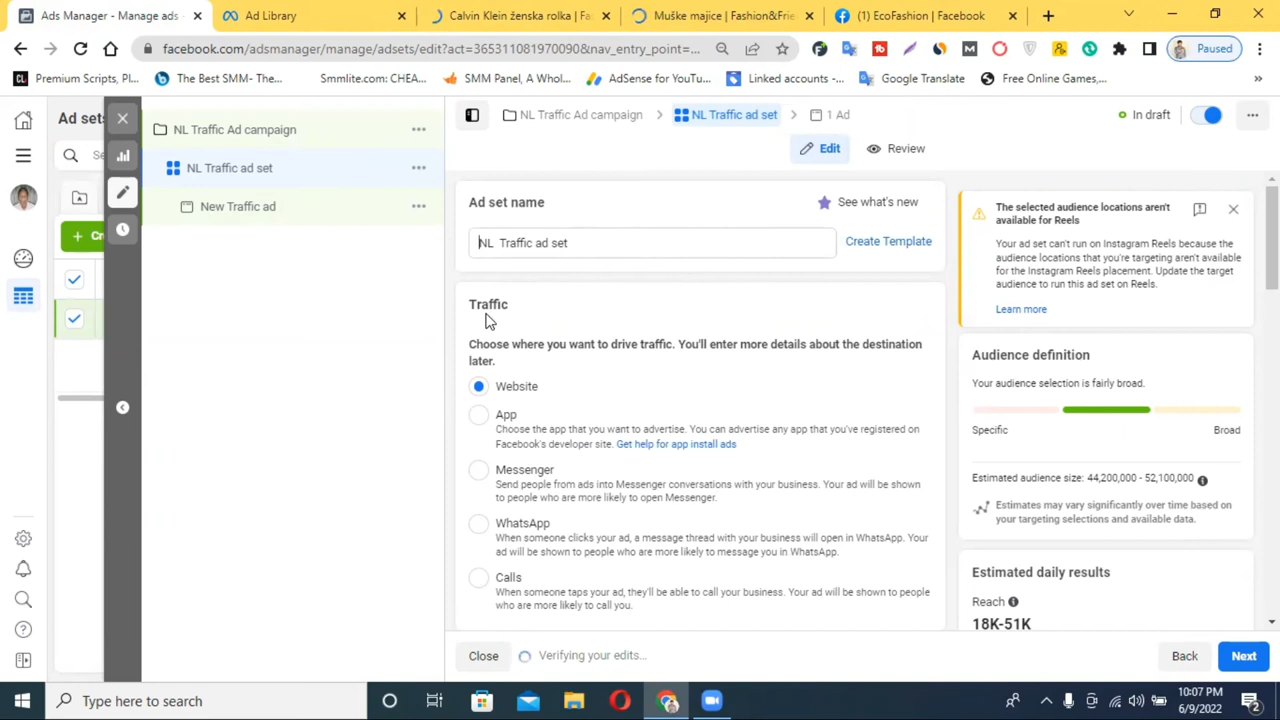 Ads Manager - Manage ads -
Ad Library
Calvin Klein ženska rolka | Fa
Muške majice | Fashion&Frie
(1) EcoFashion | Facebook
facebook.com/adsmanager/manage/adsets/edit?act=365311081970090&nav_entry_point=...
Paused
Premium Scripts, Pl...
The Best SMM- The...
Smmlite.com: CHEA...
SMM Panel, A Whol...
AdSense for YouTu...
Linked accounts -...
Google Translate
Free Online Games,...
Ad sets
Se
Cr
NL Traffic Ad campaign
NL Traffic ad set
New Traffic ad
NL Traffic Ad campaign
NL Traffic ad set
1 Ad
In draft
Edit
Review
Ad set name
See what's new
NL Traffic ad set
Create Template
Traffic
Choose where you want to drive traffic. You'll enter more details about the destination
later.
Website
App
Choose the app that you want to advertise. You can advertise any app that you've registered on
Facebook's developer site. Get help for app install ads
Messenger
Send people from ads into Messenger conversations with your business. Your ad will be shown
to people who are more likely to open Messenger.
WhatsApp
When someone clicks your ad, a message thread with your business will open in WhatsApp. Your
ad will be shown to people who are more likely to message you in WhatsApp.
Calls
When someone taps your ad, they'll be able to call your business. Your ad will be shown to people
who are more likely to call you.
The selected audience locations aren't
available for Reels
Your ad set can't run on Instagram Reels because the
audience locations that you're targeting aren't available
for the Instagram Reels placement. Update the target
audience to run this ad set on Reels.
Learn more
Audience definition
Your audience selection is fairly broad.
Specific
Broad
Estimated audience size: 44,200,000 - 52,100,000
Estimates may vary significantly over time based on
your targeting selections and available data.
Estimated daily results
Reach
18K-51K
Close
Verifying your edits...
Back
Next
Type here to search
10:07 PM
6/9/2022
2